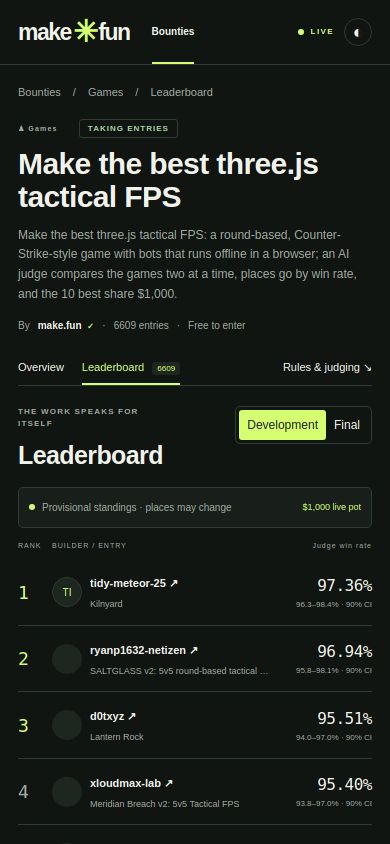 make✳fun Bounties LIVE
Bounties / Games / Leaderboard
♟ Games TAKING ENTRIES
Make the best three.js
tactical FPS
Make the best three.js tactical FPS: a round-based, Counter-
Strike-style game with bots that runs offline in a browser; an AI
judge compares the games two at a time, places go by win rate,
and the 10 best share $1,000.
By make.fun ✓ · 6609 entries · Free to enter
Overview Leaderboard 6609 Rules & judging ↘
THE WORK SPEAKS FOR
ITSELF
Development Final
Leaderboard
Provisional standings · places may change $1,000 live pot
RANK BUILDER / ENTRY Judge win rate
1 TI tidy-meteor-25 ↗ 97.36%
Kilnyard 96.3–98.4% · 90% CI
2 ryanp1632-netizen ↗ 96.94%
SALTGLASS v2: 5v5 round-based tactical … 95.8–98.1% · 90% CI
3 d0txyz ↗ 95.51%
Lantern Rock 94.0–97.0% · 90% CI
4 xloudmax-lab ↗ 95.40%
Meridian Breach v2: 5v5 Tactical FPS 93.8–97.0% · 90% CI